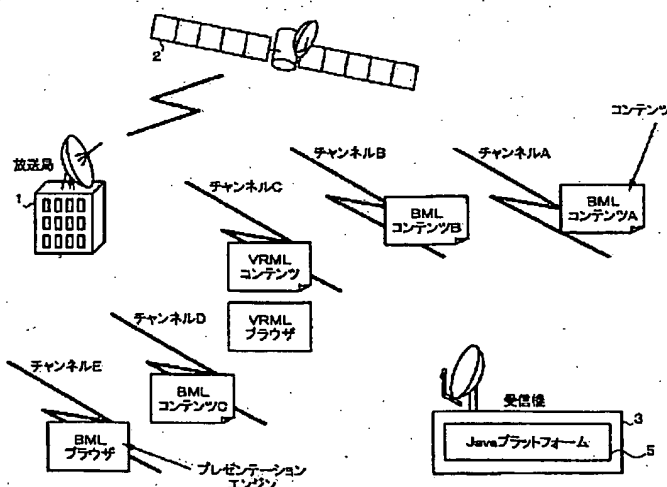 2
コンテンツ
放送局
1
チャンネルA
BML
コンテンツA
チャンネルB
BML
コンテンツB
チャンネルC
VRML
コンテンツ
VRML
ブラウザ
チャンネルD
BML
コンテンツC
チャンネルE
BML
ブラウザ
プレゼンテーション
エンジン
受信機
3
Javaプラットフォーム
5